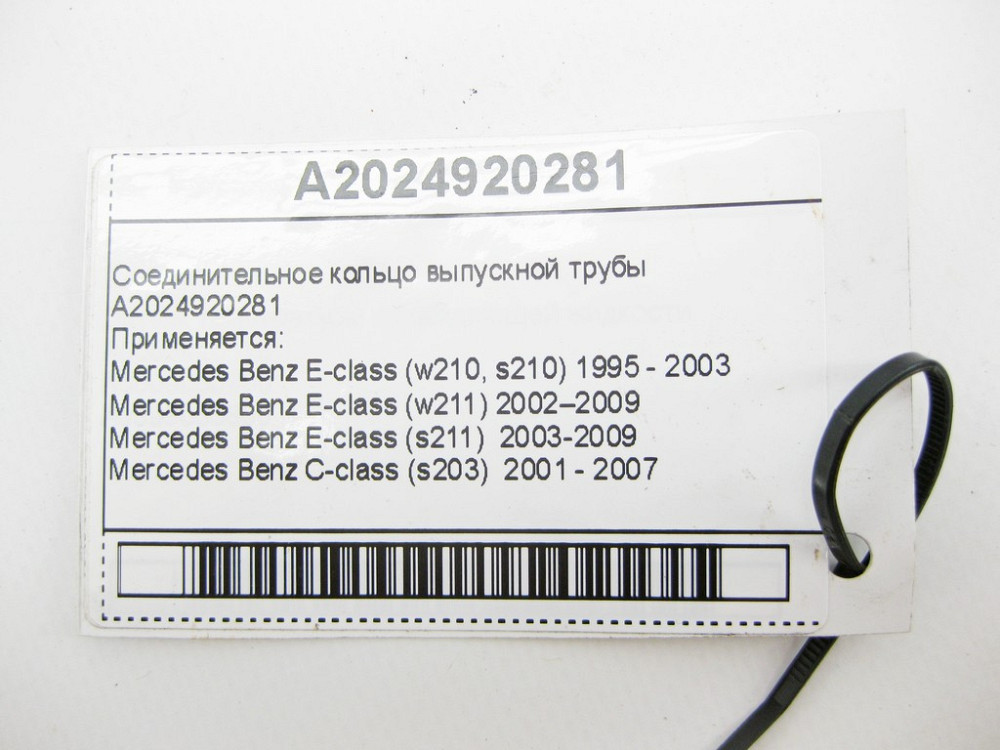 A2024920281
Соединительное кольцо выпускной трубы
A2024920281
Применяется:
Mercedes Benz E-class (w210, s210) 1995 - 2003
Mercedes Benz E-class (w211) 2002–2009
Mercedes Benz E-class (s211) 2003-2009
Mercedes Benz C-class (s203) 2001 - 2007